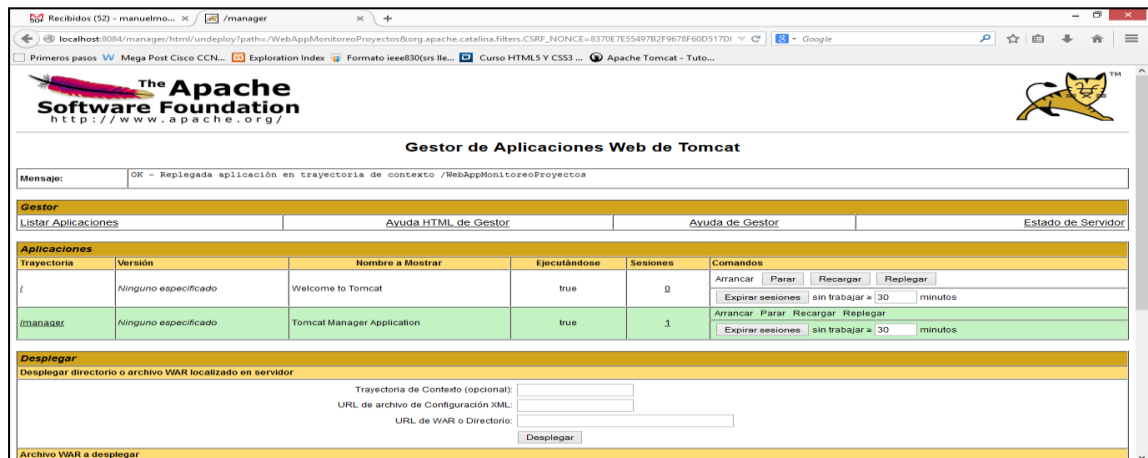 Recibidos (52) - manuelmo... × /manager × +
localhost:8084/manager/html/undeploy?path=/WebAppMonitoreoProyectos&org.apache.catalina.filters.CSRF_NONCE=8370E7E55497B2F9678F60D517DI Google
Primeros pasos Mega Post Cisco CCN... Exploration Index Formato ieee830(srs lle... Curso HTML5 Y CSS3 ... Apache Tomcat - Tuto...
The Apache
Software Foundation
http://www.apache.org/
TM
Gestor de Aplicaciones Web de Tomcat
Mensaje: OK - Replegada aplicación en trayectoria de contexto /WebAppMonitoreoProyectos
Gestor
Listar Aplicaciones Ayuda HTML de Gestor Ayuda de Gestor Estado de Servidor
Aplicaciones
Trayectoria Versión Nombre a Mostrar Ejecutándose Sesiones Comandos
/ Ninguno especificado Welcome to Tomcat true 0 Arrancar Parar Recargar Replegar
Expirar sesiones sin trabajar ≥ 30 minutos
/manager Ninguno especificado Tomcat Manager Application true 1 Arrancar Parar Recargar Replegar
Expirar sesiones sin trabajar ≥ 30 minutos
Desplegar
Desplegar directorio o archivo WAR localizado en servidor
Trayectoria de Contexto (opcional):
URL de archivo de Configuración XML:
URL de WAR o Directorio:
Desplegar
Archivo WAR a desplegar